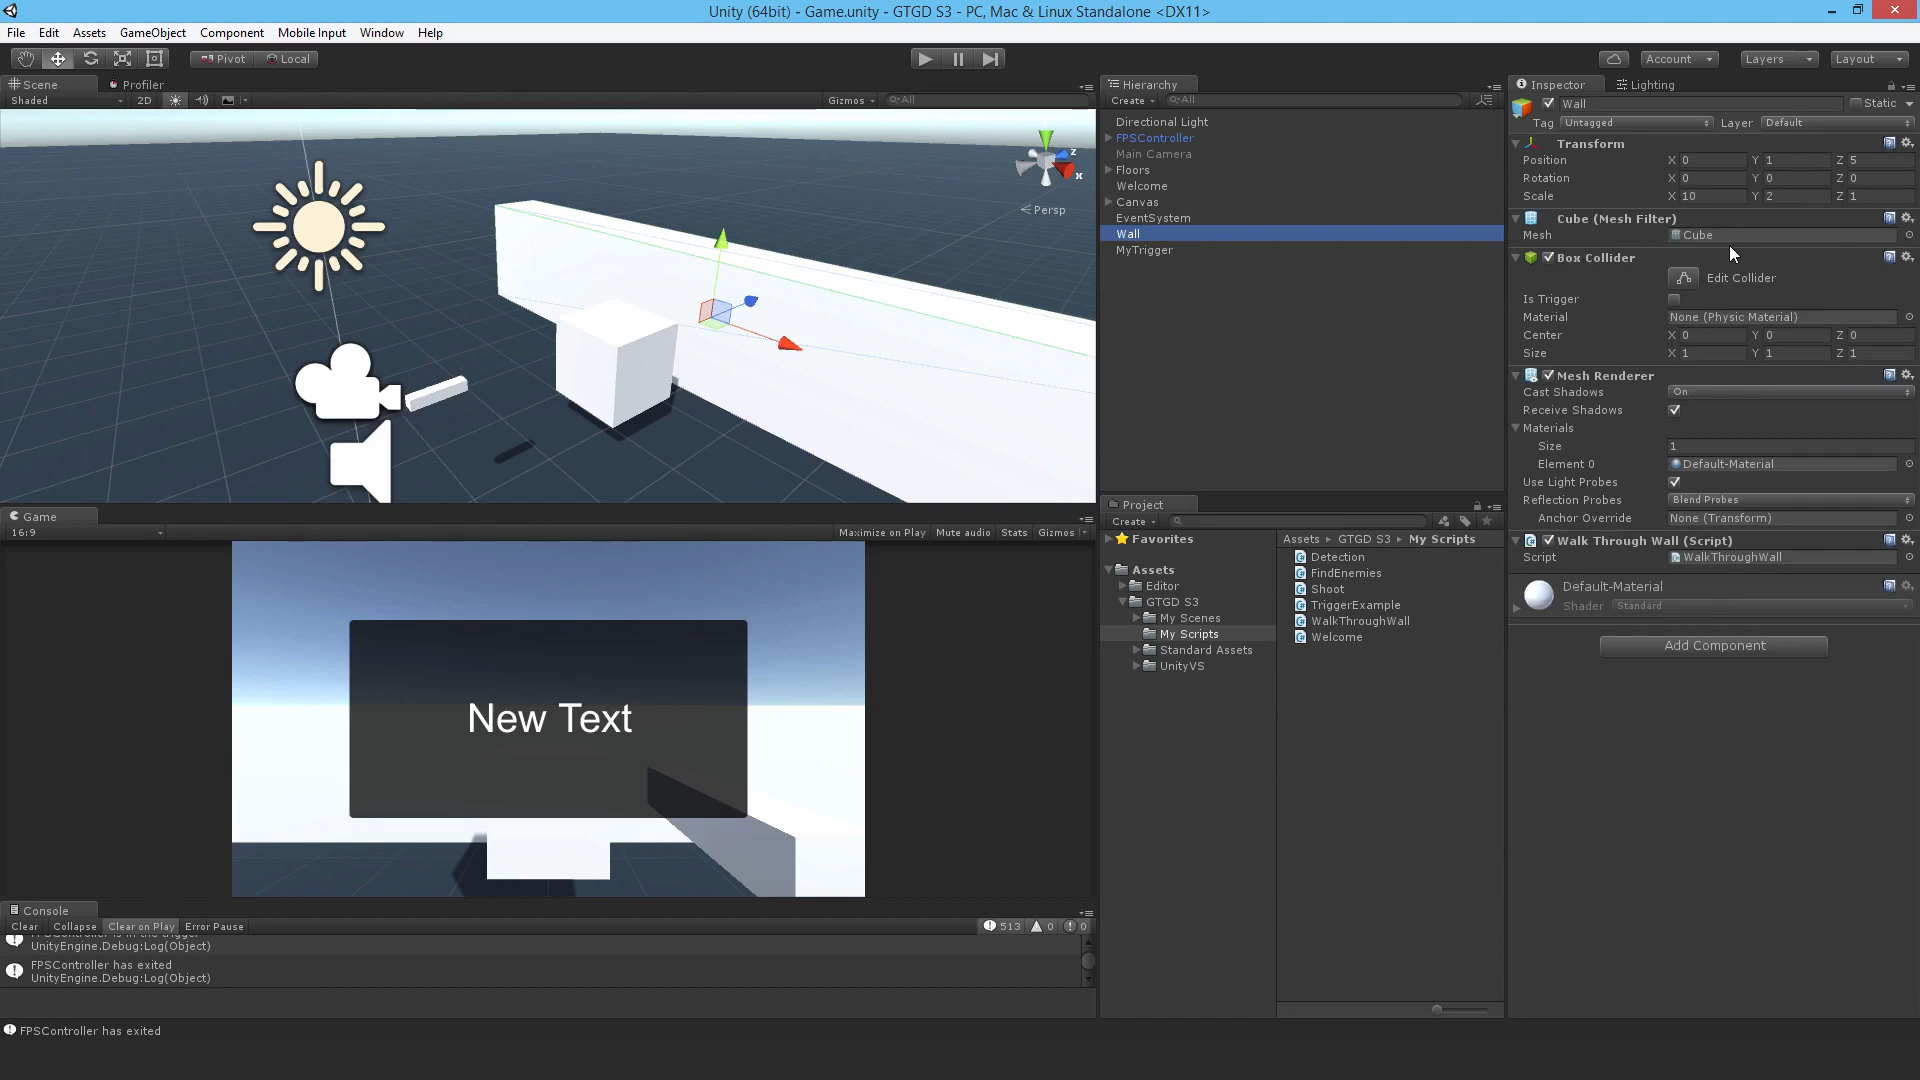 Unity (64bit) - Game.unity - GTGD S3 - PC, Mac & Linux Standalone <DX11>
File Edit Assets GameObject Component Mobile Input Window Help
Pivot Local Account Layers Layout
Scene Profiler
Shaded 2D Gizmos All
z
x
Persp
Game
16:9 Maximize on Play Mute audio Stats Gizmos
New Text
Console
Clear Collapse Clear on Play Error Pause 513 0 0
UnityEngine.Debug:Log(Object)
FPSController has exited
UnityEngine.Debug:Log(Object)
FPSController has exited
Hierarchy
Create All
Directional Light
FPSController
Main Camera
Floors
Welcome
Canvas
EventSystem
Wall
MyTrigger
Project
Create
Favorites
Assets
Editor
GTGD S3
My Scenes
My Scripts
Standard Assets
UnityVS
Assets GTGD S3 My Scripts
Detection
FindEnemies
Shoot
TriggerExample
WalkThroughWall
Welcome
Inspector Lighting
Wall Static
Tag Untagged Layer Default
Transform
Position X 0 Y 1 Z 5
Rotation X 0 Y 0 Z 0
Scale X 10 Y 2 Z 1
Cube (Mesh Filter)
Mesh Cube
Box Collider
Edit Collider
Is Trigger
Material None (Physic Material)
Center X 0 Y 0 Z 0
Size X 1 Y 1 Z 1
Mesh Renderer
Cast Shadows On
Receive Shadows
Materials
Size 1
Element 0 Default-Material
Use Light Probes
Reflection Probes Blend Probes
Anchor Override None (Transform)
Walk Through Wall (Script)
Script WalkThroughWall
Default-Material
Shader Standard
Add Component